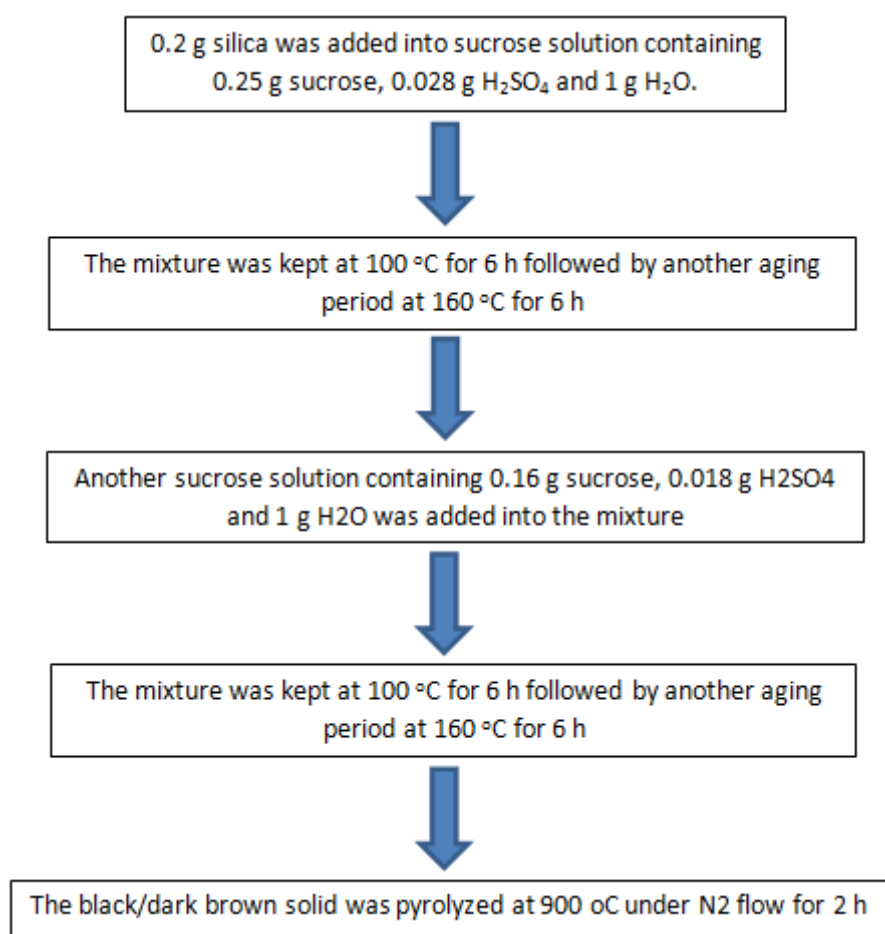 0.2 g silica was added into sucrose solution containing
0.25 g sucrose, 0.028 g H₂SO₄ and 1 g H₂O.
The mixture was kept at 100 ᵒC for 6 h followed by another aging
period at 160 ᵒC for 6 h
Another sucrose solution containing 0.16 g sucrose, 0.018 g H2SO4
and 1 g H2O was added into the mixture
The mixture was kept at 100 ᵒC for 6 h followed by another aging
period at 160 ᵒC for 6 h
The black/dark brown solid was pyrolyzed at 900 oC under N2 flow for 2 h